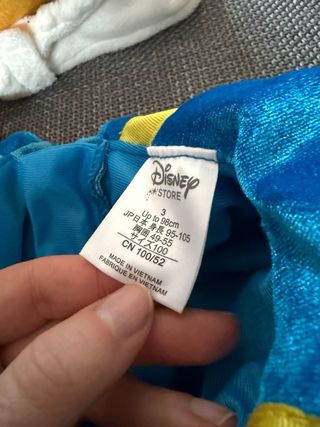 Disney
STORE
3
Up to 98cm
JP日本 身長 95-105
胸囲 49-55
サイズ100
CN 100/52
MADE IN VIETNAM
FABRIQUÉ EN VIETNAM